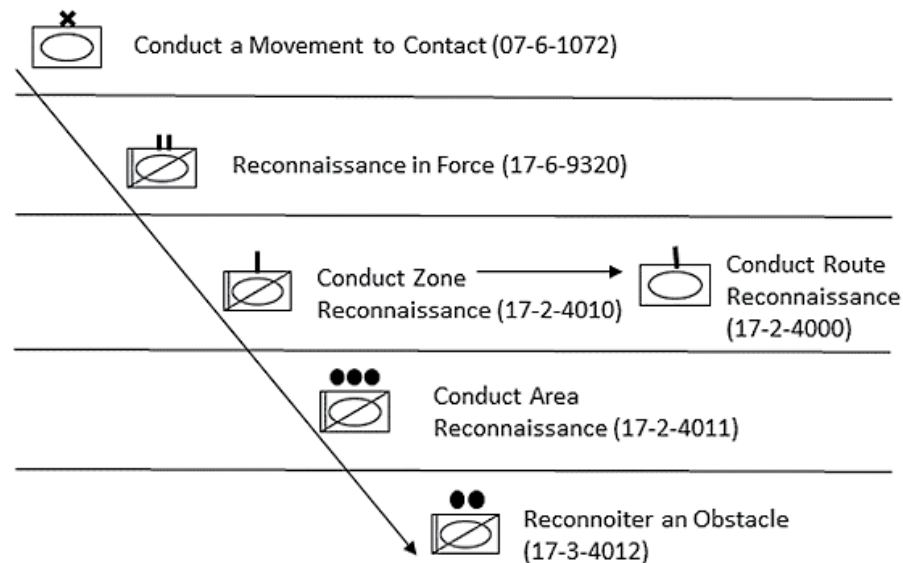 Conduct a Movement to Contact (07-6-1072)
Reconnaissance in Force (17-6-9320)
Conduct Zone
Reconnaissance (17-2-4010)
Conduct Route
Reconnaissance
(17-2-4000)
Conduct Area
Reconnaissance (17-2-4011)
Reconnoiter an Obstacle
(17-3-4012)